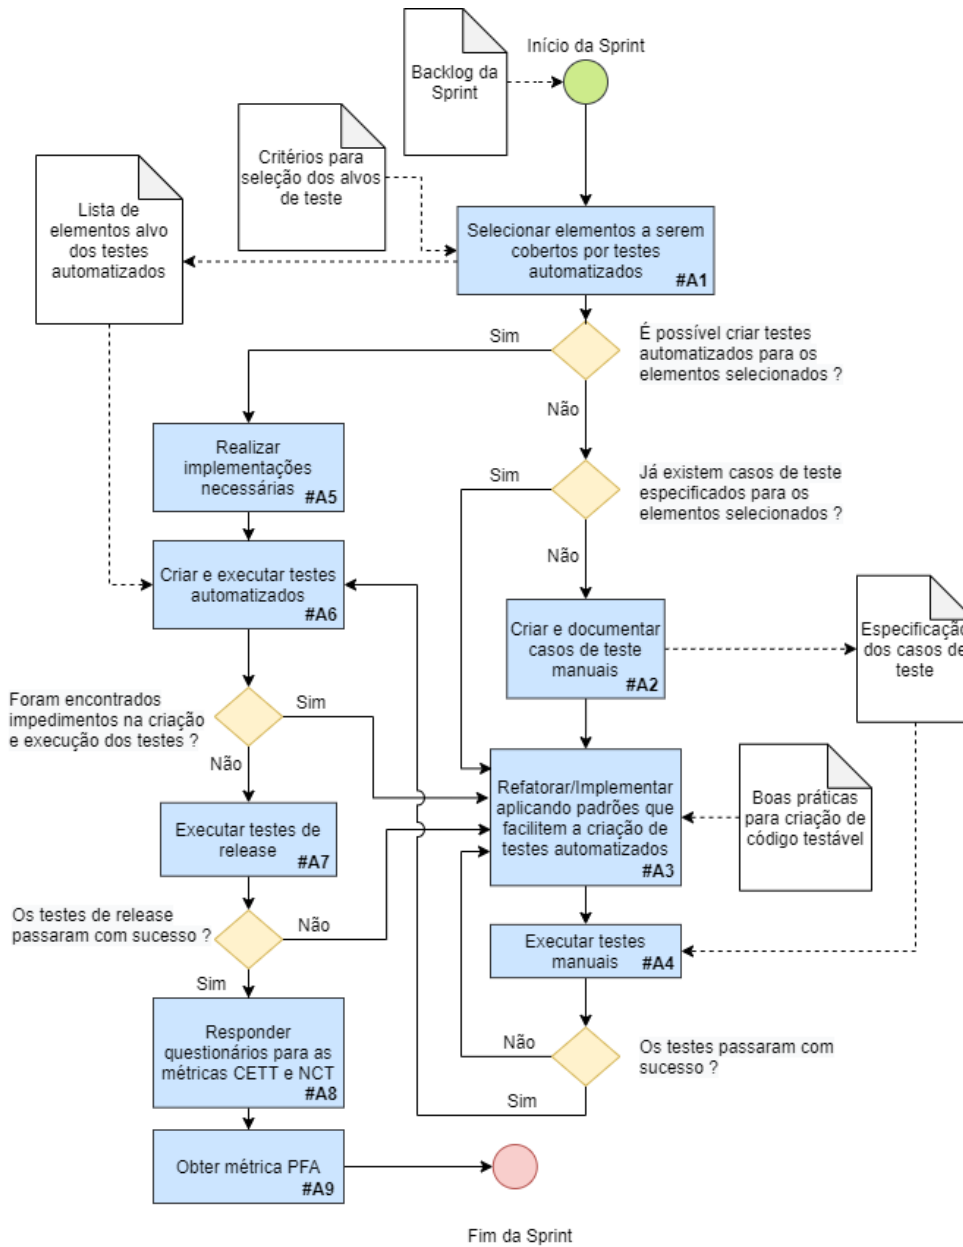 Início da Sprint
Backlog da
Sprint
Critérios para
seleção dos alvos
de teste
Lista de
elementos alvo
dos testes
automatizados
Selecionar elementos a serem
cobertos por testes
automatizados
#A1
É possível criar testes
automatizados para os
elementos selecionados ?
Sim
Não
Realizar
implementações
necessárias
#A5
Já existem casos de teste
especificados para os
elementos selecionados ?
Sim
Não
Criar e executar testes
automatizados
#A6
Criar e documentar
casos de teste
manuais
#A2
Especificação
dos casos de
teste
Foram encontrados
impedimentos na criação
e execução dos testes ?
Sim
Não
Refatorar/Implementar
aplicando padrões que
facilitem a criação de
testes automatizados
#A3
Boas práticas
para criação de
código testável
Executar testes de
release
#A7
Os testes de release
passaram com sucesso ?
Não
Sim
Executar testes
manuais
#A4
Responder
questionários para as
métricas CETT e NCT
#A8
Os testes passaram com
sucesso ?
Não
Sim
Obter métrica PFA
#A9
Fim da Sprint